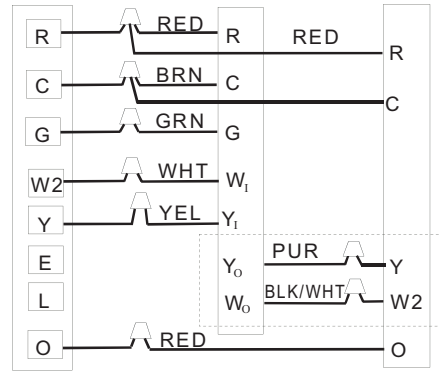 R RED R RED R
C BRN C C
G GRN G
W2 WHT WI
Y YEL YI
E YO PUR Y
L WO BLK/WHT W2
O RED O